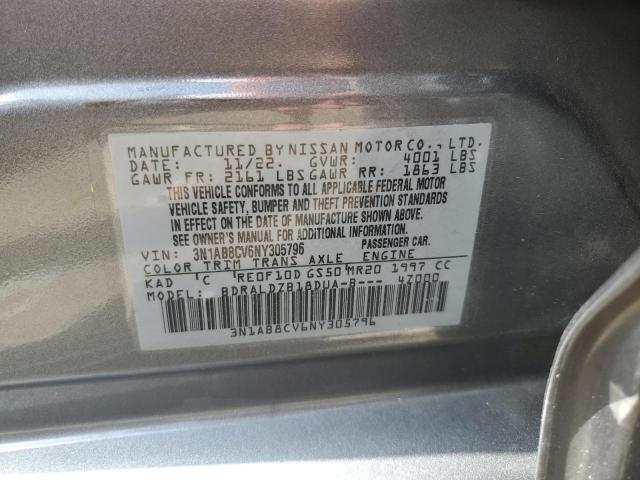 MANUFACTURED BY NISSAN MOTOR CO., LTD.
DATE: 11/22. GVWR: 4001 LBS
GAWR FR: 2161 LBS GAWR RR: 1863 LBS
THIS VEHICLE CONFORMS TO ALL APPLICABLE FEDERAL MOTOR
VEHICLE SAFETY, BUMPER AND THEFT PREVENTION STANDARDS
IN EFFECT ON THE DATE OF MANUFACTURE SHOWN ABOVE.
SEE OWNER'S MANUAL FOR ADDITIONAL INFORMATION.
VIN: 3N1AB8CV6NY305796 PASSENGER CAR.
COLOR TRIM TRANS AXLE ENGINE
KAD 'C 'RE0F10D GS50 MR20 1997 CC
MODEL: BDRALDZB18DUA-B--- 4Z000
3N1AB8CV6NY305796